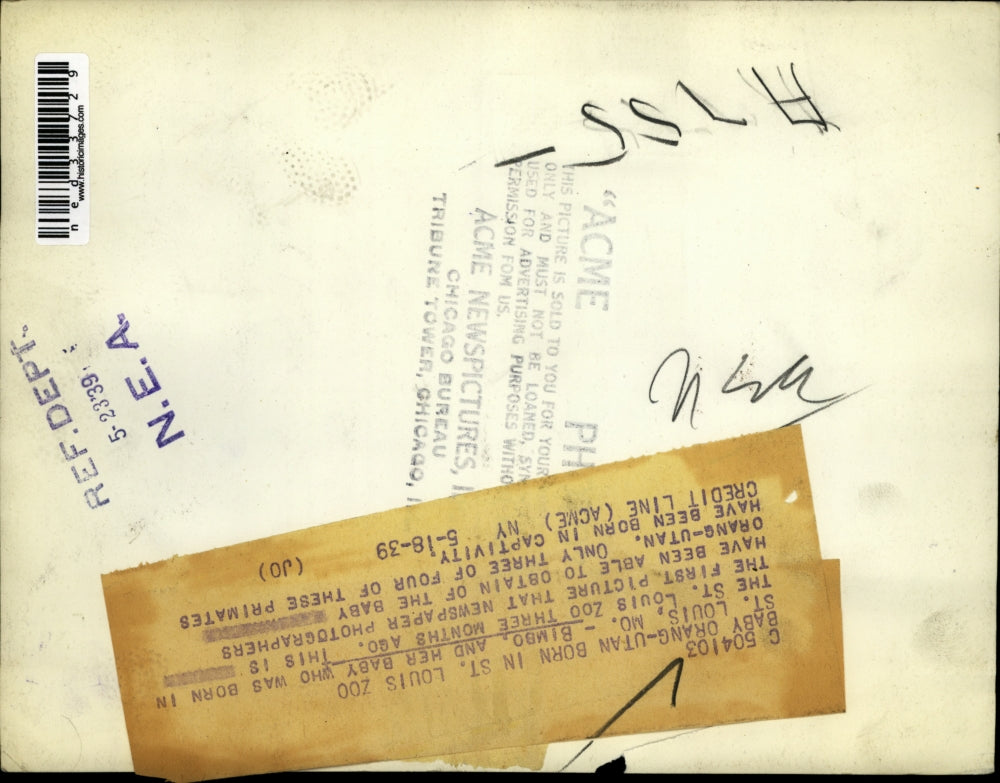 ned33729
www.historicimages.com
REF. DEPT.
5-23'39
N.E.A.
"ACME
PH
THIS PICTURE IS SOLD TO YOU FOR YOUR
ONLY AND MUST NOT BE LOANED, SYN
USED FOR ADVERTISING PURPOSES WITHO
PERMISSION FOM US.
ACME NEWSPICTURES, I
CHICAGO BUREAU
TRIBUNE TOWER, CHICAGO, I
C 504103
BABY ORANG-UTAN BORN IN ST. LOUIS ZOO
ST. LOUIS, MO. - BIMBO. AND HER BABY WHO WAS BORN IN
THE ST. LOUIS ZOO THREE MONTHS AGO. THIS IS
THE FIRST PICTURE THAT NEWSPAPER PHOTOGRAPHERS
HAVE BEEN ABLE TO OBTAIN OF THE BABY
ORANG-UTAN. ONLY THREE OF FOUR OF THESE PRIMATES
HAVE BEEN BORN IN CAPTIVITY.
CREDIT LINE (ACME) NY 5-18-39 (JO)